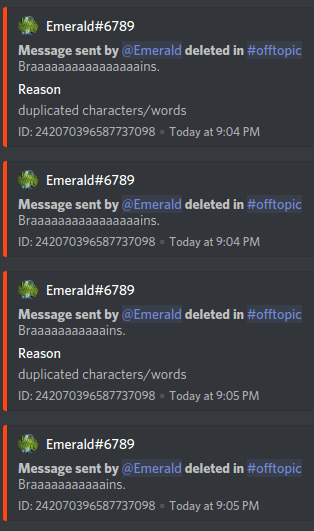 Emerald#6789
Message sent by @Emerald deleted in #offtopic
Braaaaaaaaaaaaaaaains.
Reason
duplicated characters/words
ID: 242070396587737098 • Today at 9:04 PM
Emerald#6789
Message sent by @Emerald deleted in #offtopic
Braaaaaaaaaaaaaaaains.
ID: 242070396587737098 • Today at 9:04 PM
Emerald#6789
Message sent by @Emerald deleted in #offtopic
Braaaaaaaaaaains.
Reason
duplicated characters/words
ID: 242070396587737098 • Today at 9:05 PM
Emerald#6789
Message sent by @Emerald deleted in #offtopic
Braaaaaaaaaaains.
ID: 242070396587737098 • Today at 9:05 PM